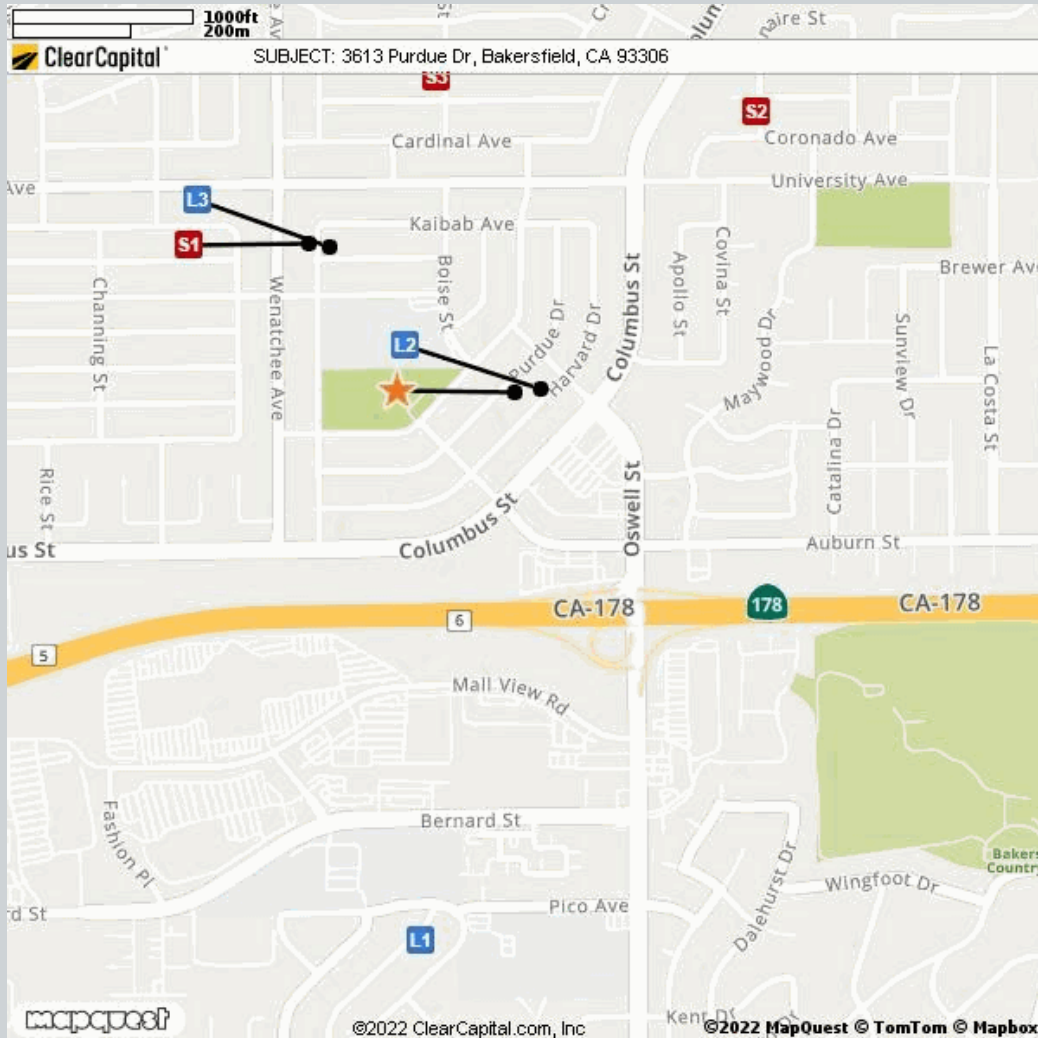 1000ft
200m
naire St
ClearCapital
SUBJECT: 3613 Purdue Dr, Bakersfield, CA 93306
S3
S2
Cardinal Ave
Coronado Ave
Ave
University Ave
L3
Kaibab Ave
S1
Columbus St
Covina St
Apollo St
Boise St
Brewer Ave
Channing St
Wenatchee Ave
Purdue Dr
Harvard Dr
L2
Maywood Dr
Sunview Dr
La Costa St
Catalina Dr
Rice St
Oswell St
us St
Columbus St
Auburn St
CA-178
178
CA-178
6
5
Mall View Rd
Fashion Pl
Bernard St
Bakers
Country
Dalehurst Dr
Wingfoot Dr
rd St
Pico Ave
L1
Kent Dr
Dr
mapquest
©2022 ClearCapital.com, Inc
©2022 MapQuest © TomTom © Mapbox